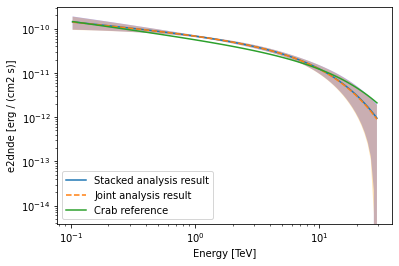 e2dnde [erg / (cm2 s)]
10⁻¹⁰
10⁻¹¹
10⁻¹²
10⁻¹³
10⁻¹⁴
Stacked analysis result
Joint analysis result
Crab reference
10⁻¹ 10⁰ 10¹
Energy [TeV]